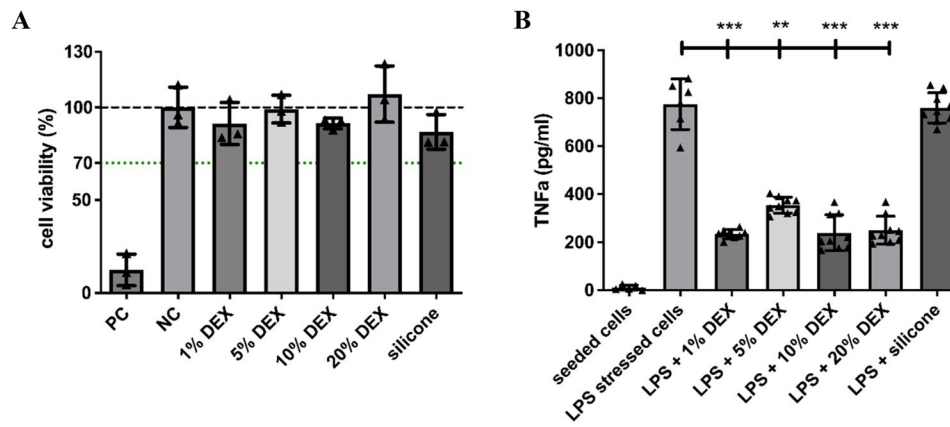 A
cell viability (%)
130
100
70
50
0
PC
NC
1% DEX
5% DEX
10% DEX
20% DEX
silicone
B
*** ** *** ***
TNFa (pg/ml)
1000
800
600
400
200
0
seeded cells
LPS stressed cells
LPS + 1% DEX
LPS + 5% DEX
LPS + 10% DEX
LPS + 20% DEX
LPS + silicone